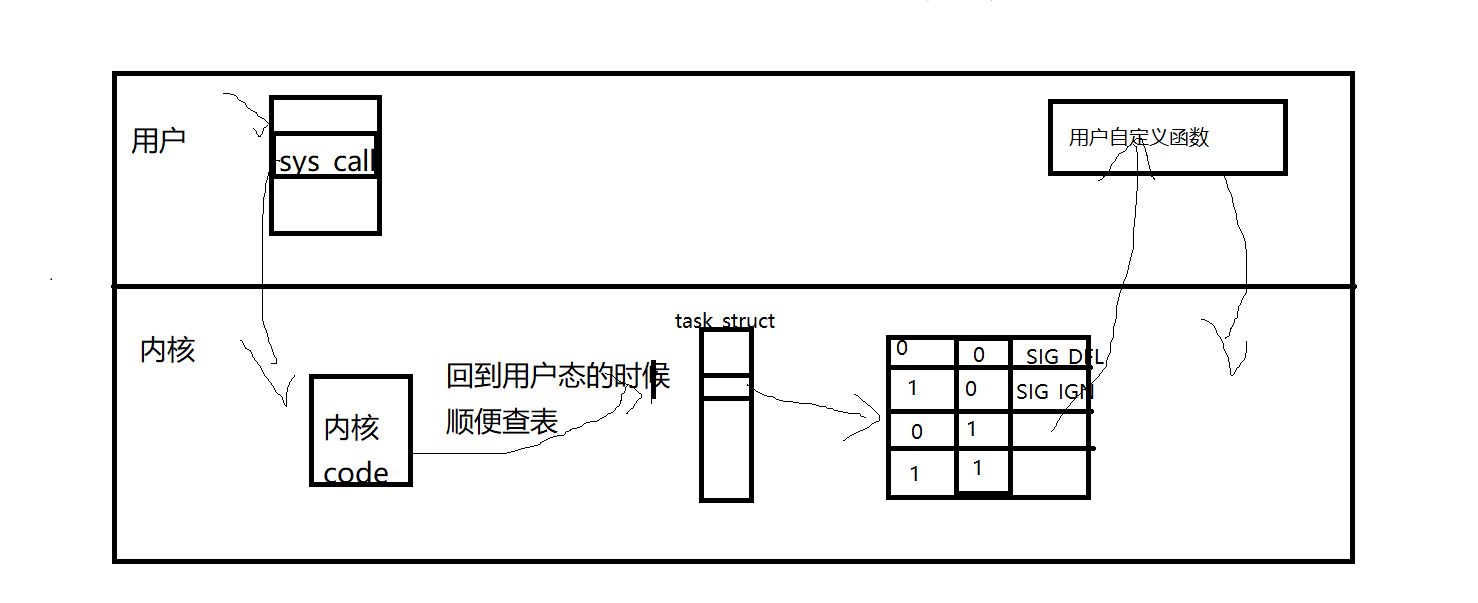 用户
sys_call
用户自定义函数
内核
内核
code
回到用户态的时候
顺便查表
task_struct
0 0 SIG_DFL
1 0 SIG_IGN
0 1
1 1